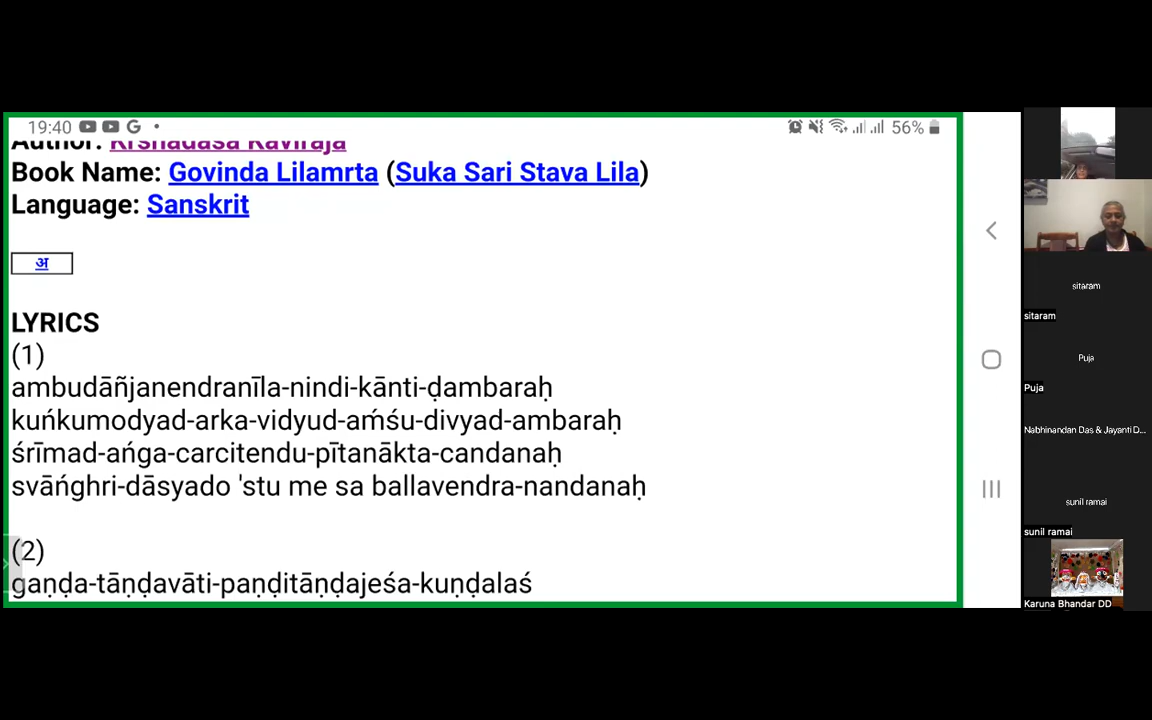 19:40
56%
Author: Krsnadasa Kaviraja
Book Name: Govinda Lilamrta (Suka Sari Stava Lila)
Language: Sanskrit
अ
LYRICS
(1)
ambudāñjanendranīla-nindi-kānti-ḍambaraḥ
kuńkumodyad-arka-vidyud-aḿśu-divyad-ambaraḥ
śrīmad-ańga-carcitendu-pītanākta-candanaḥ
svāńghri-dāsyado 'stu me sa ballavendra-nandanaḥ
(2)
gaṇḍa-tāṇḍavāti-paṇḍitāṇḍajeśa-kuṇḍalaś
sitaram
sitaram
Puja
Puja
Nabhinandan Das & Jayanti D...
sunil ramai
sunil ramai
Karuna Bhandar DD